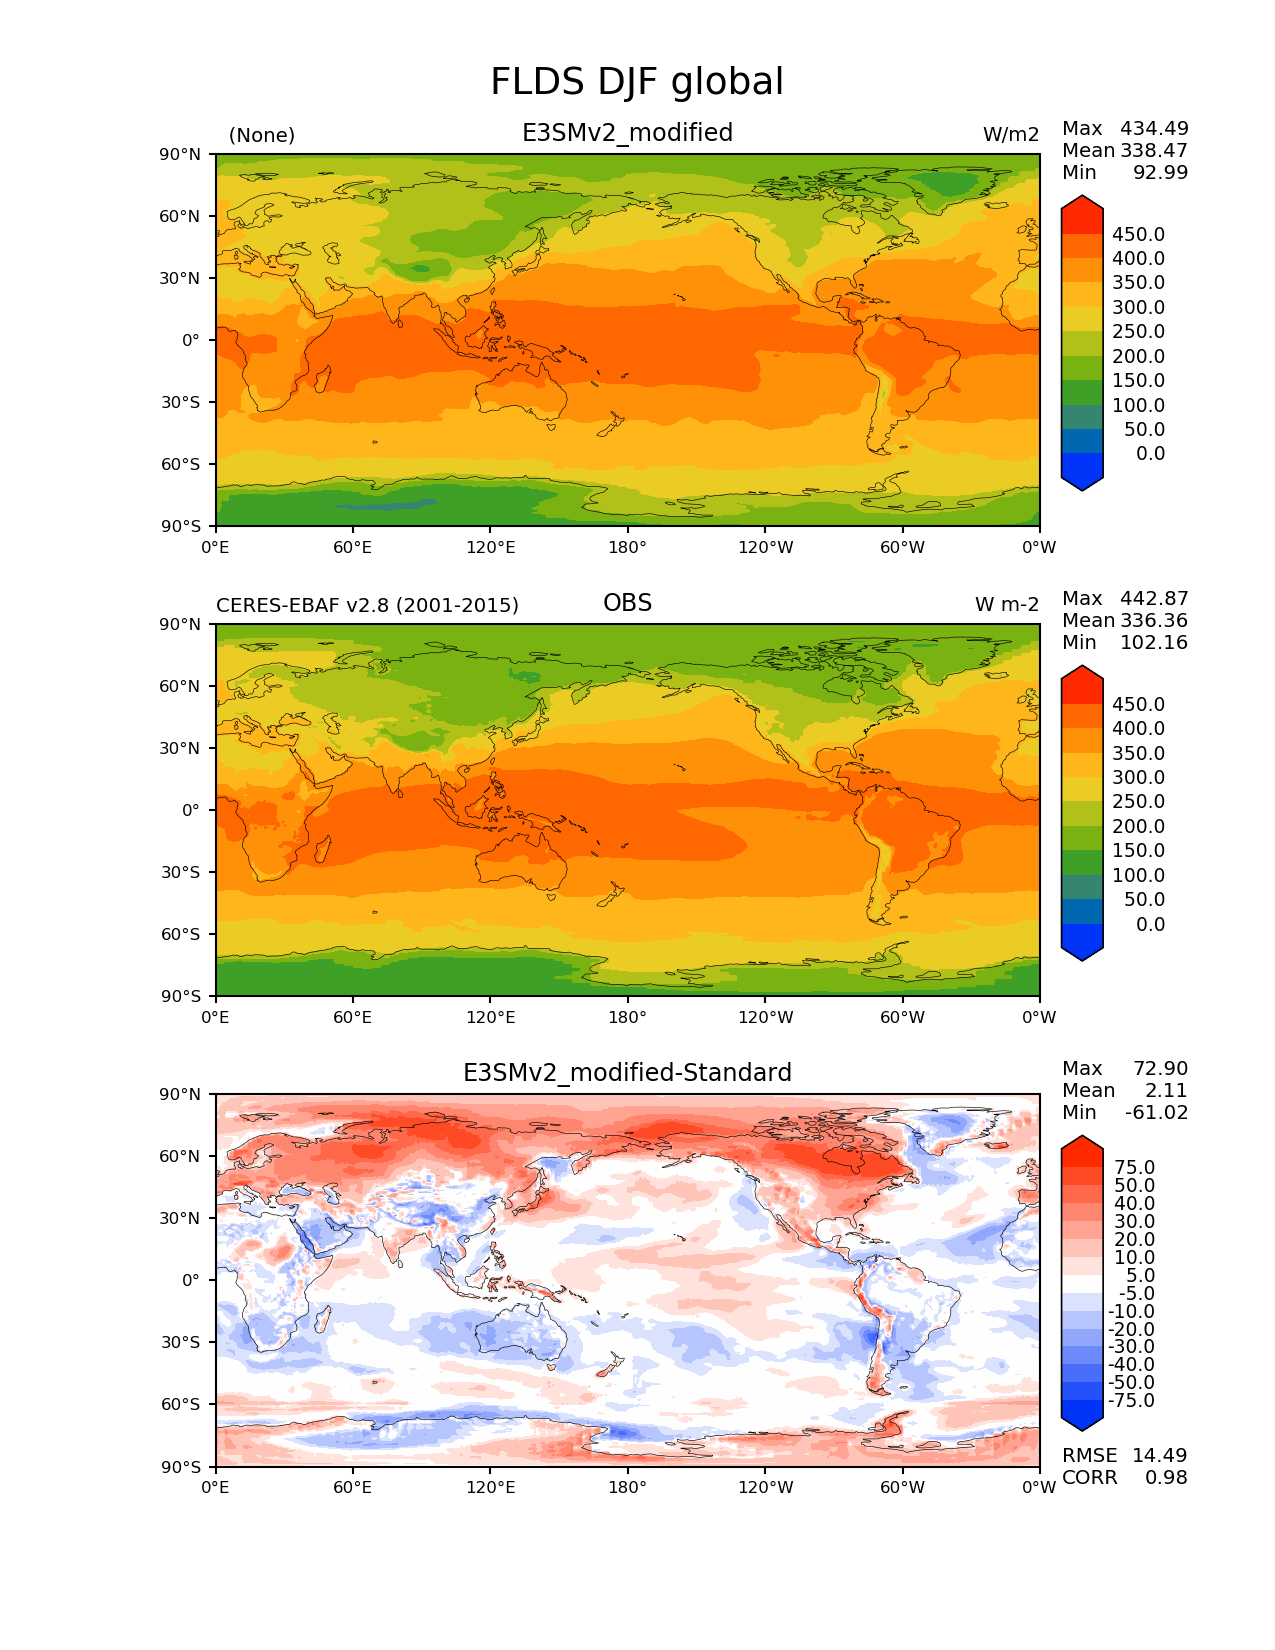 FLDS DJF global
(None) E3SMv2_modified W/m2
Max 434.49
Mean 338.47
Min 92.99
90°N
60°N
30°N
0°
30°S
60°S
90°S
0°E 60°E 120°E 180° 120°W 60°W 0°W
450.0
400.0
350.0
300.0
250.0
200.0
150.0
100.0
50.0
0.0
CERES-EBAF v2.8 (2001-2015) OBS W m-2
Max 442.87
Mean 336.36
Min 102.16
90°N
60°N
30°N
0°
30°S
60°S
90°S
0°E 60°E 120°E 180° 120°W 60°W 0°W
450.0
400.0
350.0
300.0
250.0
200.0
150.0
100.0
50.0
0.0
E3SMv2_modified-Standard
Max 72.90
Mean 2.11
Min -61.02
90°N
60°N
30°N
0°
30°S
60°S
90°S
0°E 60°E 120°E 180° 120°W 60°W 0°W
75.0
50.0
40.0
30.0
20.0
10.0
5.0
-5.0
-10.0
-20.0
-30.0
-40.0
-50.0
-75.0
RMSE 14.49
CORR 0.98